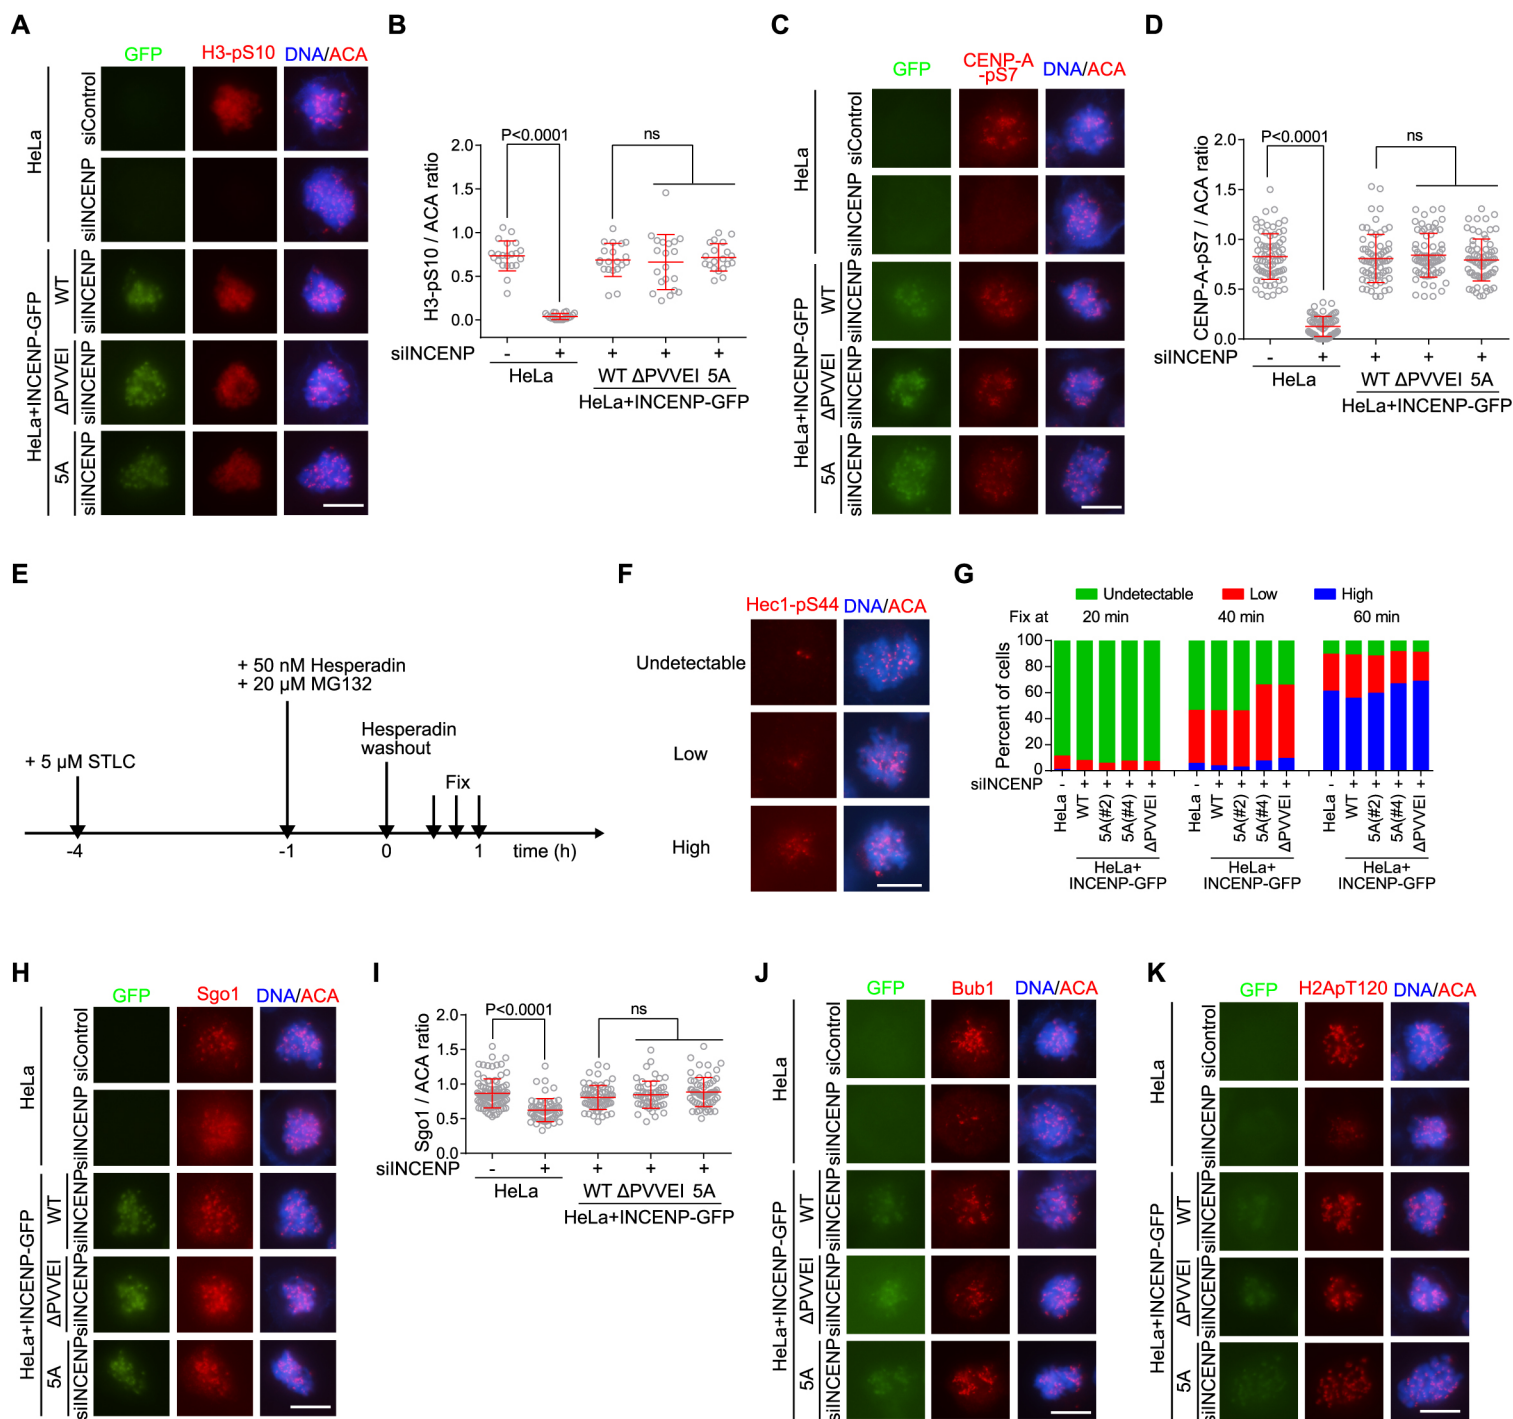 A
GFP H3-pS10 DNA/ACA
HeLa
siControl
siINCENP
HeLa+INCENP-GFP
WT
siINCENP
ΔPVVEI
siINCENP
5A
siINCENP
B
P<0.0001
ns
H3-pS10 / ACA ratio
2.0
1.5
1.0
0.5
0.0
siINCENP - + + + +
HeLa WT ΔPVVEI 5A
HeLa+INCENP-GFP
C
GFP CENP-A-pS7 DNA/ACA
HeLa
siControl
siINCENP
HeLa+INCENP-GFP
WT
siINCENP
ΔPVVEI
siINCENP
5A
siINCENP
D
P<0.0001
ns
CENP-A-pS7 / ACA ratio
2.0
1.5
1.0
0.5
0.0
siINCENP - + + + +
HeLa WT ΔPVVEI 5A
HeLa+INCENP-GFP
E
+ 5 µM STLC
+ 50 nM Hesperadin
+ 20 µM MG132
Hesperadin
washout
Fix
-4 -1 0 1 time (h)
F
Hec1-pS44 DNA/ACA
Undetectable
Low
High
G
Undetectable Low High
Fix at 20 min 40 min 60 min
Percent of cells
100
80
60
40
20
0
siINCENP - + + + + - + + + + - + + + +
HeLa WT 5A(#2) 5A(#4) ΔPVVEI HeLa WT 5A(#2) 5A(#4) ΔPVVEI HeLa WT 5A(#2) 5A(#4) ΔPVVEI
HeLa+ HeLa+ HeLa+
INCENP-GFP INCENP-GFP INCENP-GFP
H
GFP Sgo1 DNA/ACA
HeLa
siControl
siINCENP
HeLa+INCENP-GFP
WT
siINCENP
ΔPVVEI
siINCENP
5A
siINCENP
I
P<0.0001
ns
Sgo1 / ACA ratio
2.0
1.5
1.0
0.5
0.0
siINCENP - + + + +
HeLa WT ΔPVVEI 5A
HeLa+INCENP-GFP
J
GFP Bub1 DNA/ACA
HeLa
siControl
siINCENP
HeLa+INCENP-GFP
WT
siINCENP
ΔPVVEI
siINCENP
5A
siINCENP
K
GFP H2ApT120 DNA/ACA
HeLa
siControl
siINCENP
HeLa+INCENP-GFP
WT
siINCENP
ΔPVVEI
siINCENP
5A
siINCENP